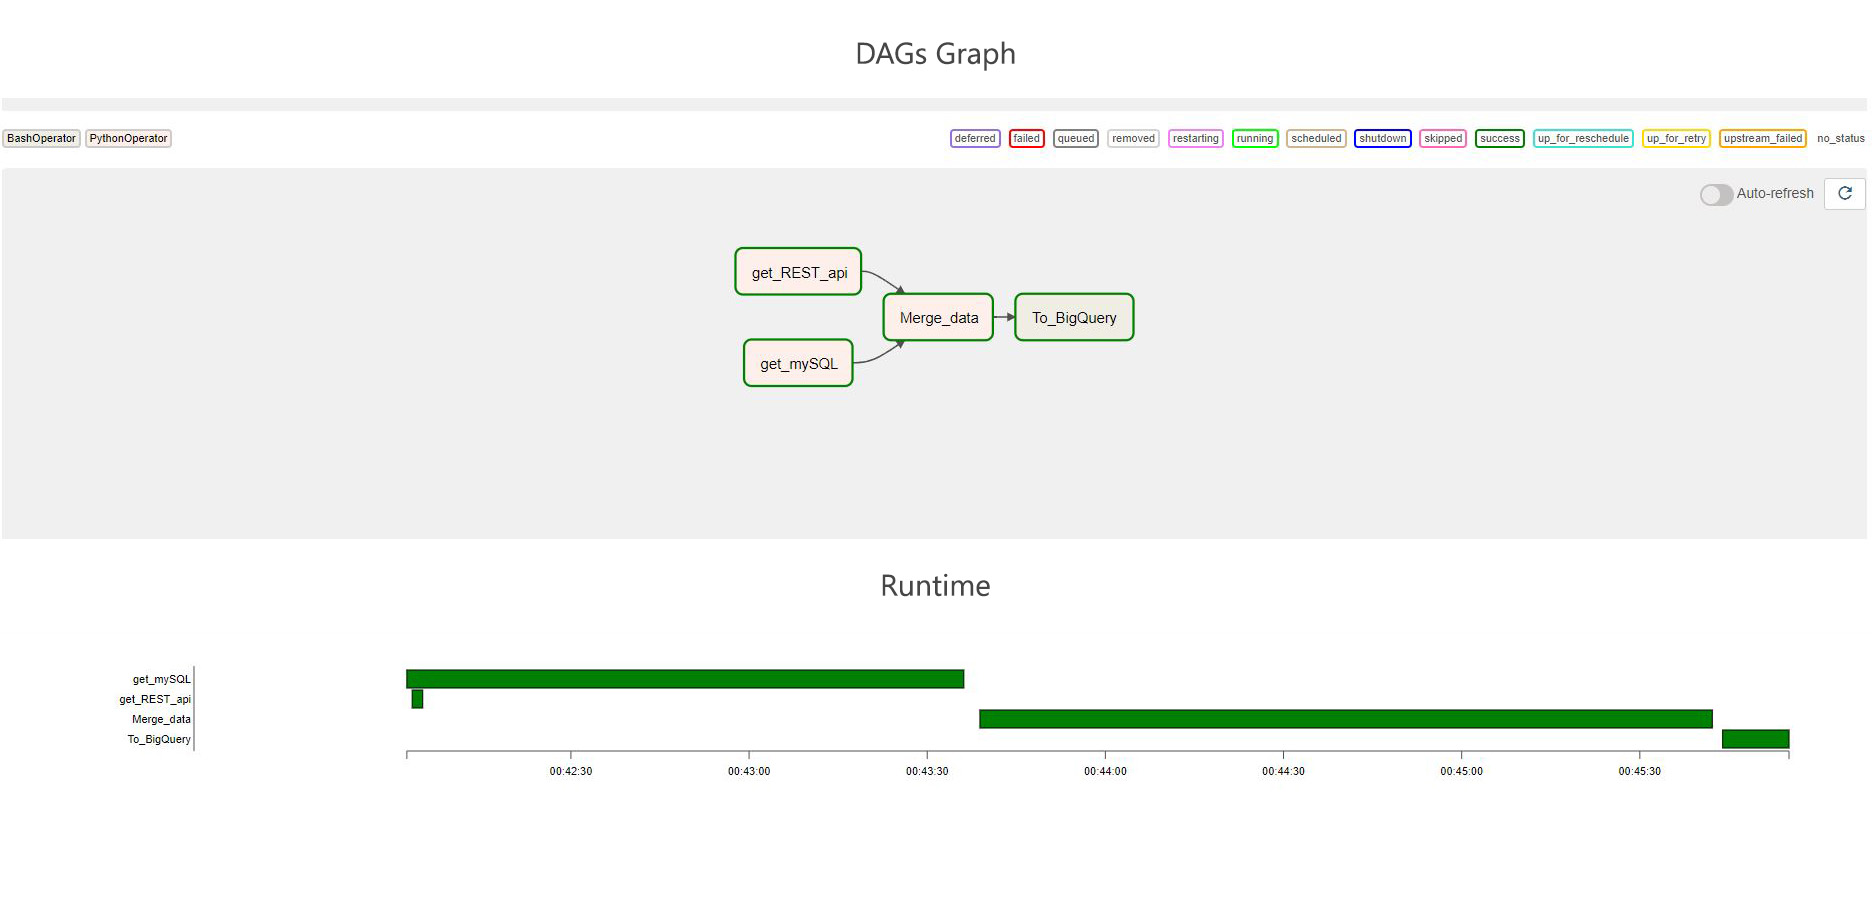 DAGs Graph
BashOperator PythonOperator deferred failed queued removed restarting running scheduled shutdown skipped success up_for_reschedule up_for_retry upstream_failed no_status
Auto-refresh
get_REST_api
Merge_data To_BigQuery
get_mySQL
Runtime
get_mySQL
get_REST_api
Merge_data
To_BigQuery
00:42:30 00:43:00 00:43:30 00:44:00 00:44:30 00:45:00 00:45:30